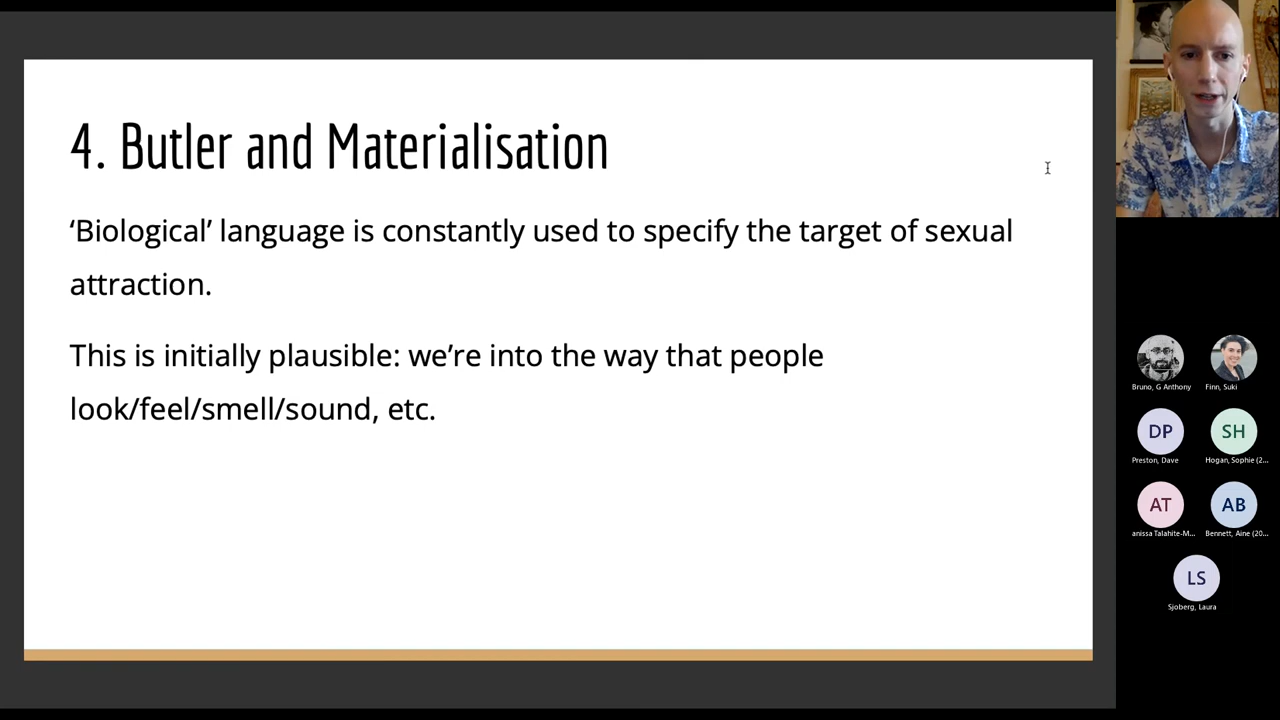 4. Butler and Materialisation
‘Biological’ language is constantly used to specify the target of sexual
attraction.
This is initially plausible: we’re into the way that people
look/feel/smell/sound, etc.
Bruno, G Anthony
Finn, Suki
DP
Preston, Dave
SH
Hogan, Sophie (2...
AT
anissa Talahite-M...
AB
Bennett, Aine (20...
LS
Sjoberg, Laura